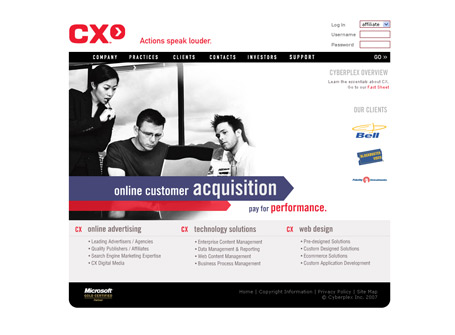 CX
Actions speak louder.
Log In
affiliate
Username
Password
COMPANY PRACTICES CLIENTS CONTACTS INVESTORS SUPPORT GO »
CYBERPLEX OVERVIEW
Learn the essentials about CX.
Go to our Fact Sheet
OUR CLIENTS
Bell
online customer acquisition
pay for performance.
CX online advertising
• Leading Advertisers / Agencies
• Quality Publishers / Affiliates
• Search Engine Marketing Expertise
• CX Digital Media
CX technology solutions
• Enterprise Content Management
• Data Management & Reporting
• Web Content Management
• Business Process Management
CX web design
• Pre-designed Solutions
• Custom Designed Solutions
• Ecommerce Solutions
• Custom Application Development
Microsoft
GOLD CERTIFIED
Partner
Home | Copyright Information | Privacy Policy | Site Map
© Cyberplex Inc. 2007